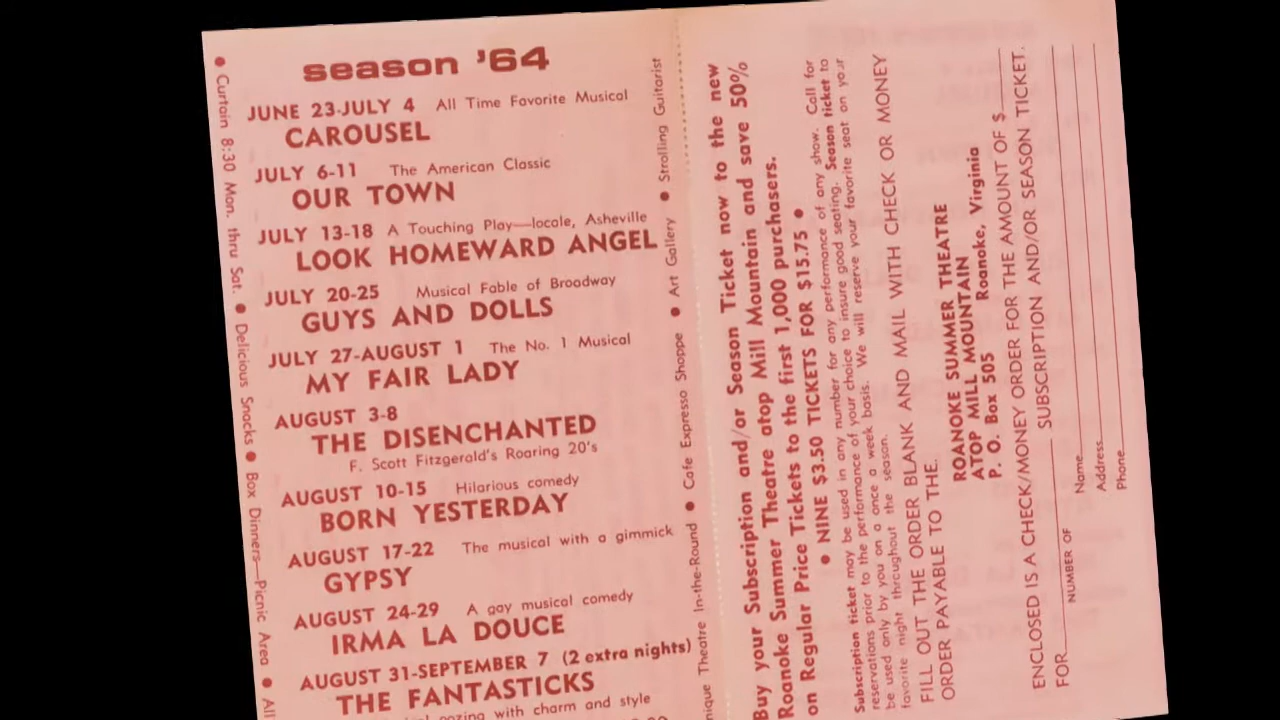 season '64
JUNE 23-JULY 4 All Time Favorite Musical
CAROUSEL
JULY 6-11 The American Classic
OUR TOWN
JULY 13-18 A Touching Play—locale, Asheville
LOOK HOMEWARD ANGEL
JULY 20-25 Musical Fable of Broadway
GUYS AND DOLLS
JULY 27-AUGUST 1 The No. 1 Musical
MY FAIR LADY
AUGUST 3-8
THE DISENCHANTED
F. Scott Fitzgerald's Roaring 20's
AUGUST 10-15 Hilarious comedy
BORN YESTERDAY
AUGUST 17-22 The musical with a gimmick
GYPSY
AUGUST 24-29 A gay musical comedy
IRMA LA DOUCE
AUGUST 31-SEPTEMBER 7 (2 extra nights)
THE FANTASTICKS
oozing with charm and style
● Curtain 8:30 Mon. thru Sat. ● Delicious Snacks ● Box Dinners—Picnic Area ● All
Theatre In-the-Round ● Cafe Expresso Shoppe ● Art Gallery ● Strolling Guitarist
Buy your Subscription and/or Season Ticket now to the new
Roanoke Summer Theatre atop Mill Mountain and save 50%
on Regular Price Tickets to the first 1,000 purchasers.
● NINE $3.50 TICKETS FOR $15.75 ●
Subscription ticket may be used in any number for any performance of any show. Call for
reservations prior to the performance of your choice to insure good seating. Season ticket to
be used only by you on a once a week basis. We will reserve your favorite seat on your
favorite night throughout the season.
FILL OUT THE ORDER BLANK AND MAIL WITH CHECK OR MONEY
ORDER PAYABLE TO THE.
ROANOKE SUMMER THEATRE
ATOP MILL MOUNTAIN
P. O. Box 505 Roanoke, Virginia
ENCLOSED IS A CHECK/MONEY ORDER FOR THE AMOUNT OF $
FOR SUBSCRIPTION AND/OR SEASON TICKET.
NUMBER OF
Name
Address
Phone